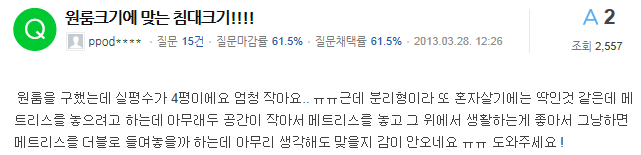 Q
원룸크기에 맞는 침대크기!!!!
A 2
ppod**** · 질문 15건 · 질문마감률 61.5% · 질문채택률 61.5% · 2013.03.28. 12:26
조회 2,557
원룸을 구했는데 실평수가 4평이에요 엄청 작아요.. ㅠㅠ근데 분리형이라 또 혼자살기에는 딱인것 같은데 메
트리스를 놓으려고 하는데 아무래두 공간이 작아서 메트리스를 놓고 그 위에서 생활하는게 좋아서 그냥하면
메트리스를 더블로 들여놓을까 하는데 아무리 생각해도 맞을지 감이 안오네요 ㅠㅠ 도와주세요!